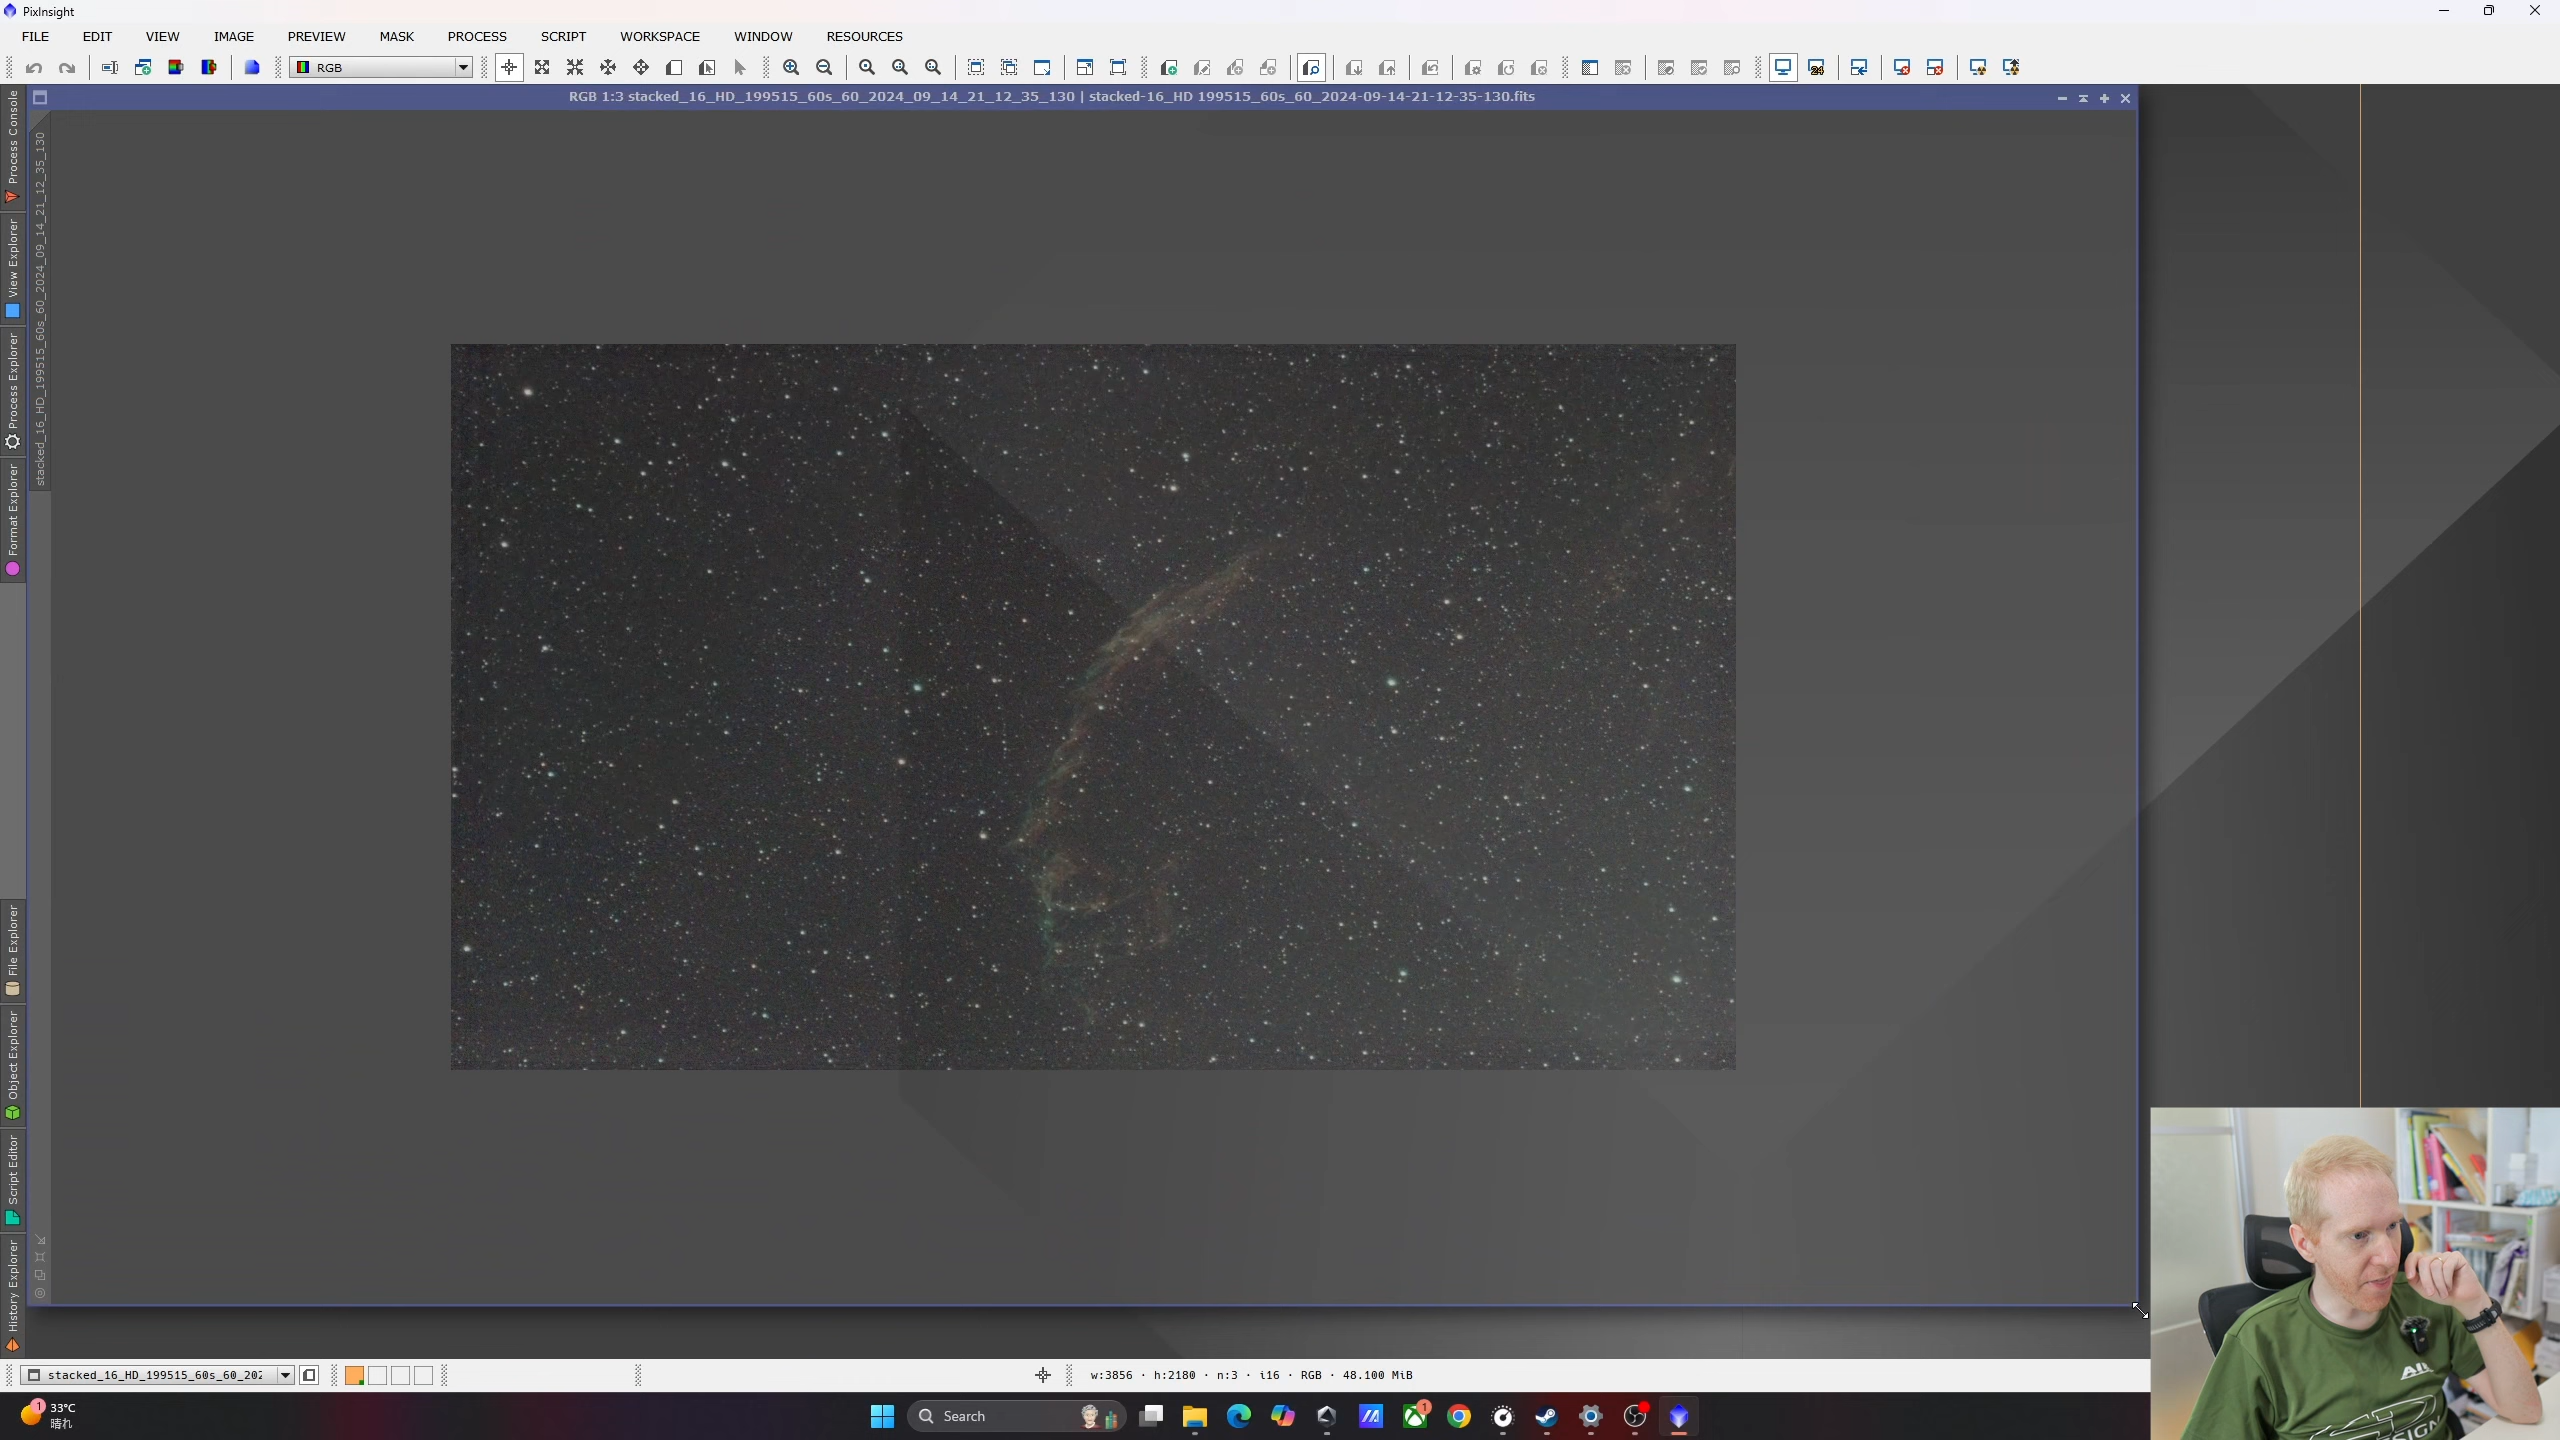 PixInsight
FILE EDIT VIEW IMAGE PREVIEW MASK PROCESS SCRIPT WORKSPACE WINDOW RESOURCES
RGB
24
RGB 1:3 stacked_16_HD_199515_60s_60_2024_09_14_21_12_35_130 | stacked-16_HD 199515_60s_60_2024-09-14-21-12-35-130.fits
Process Console
View Explorer
Process Explorer
Format Explorer
File Explorer
Object Explorer
Script Editor
History Explorer
stacked_16_HD_199515_60s_60_2024_09_14_21_12_35_130
stacked_16_HD_199515_60s_60_202
w:3856 · h:2180 · n:3 · i16 · RGB · 48.100 MiB
1
33°C
晴れ
Search
1